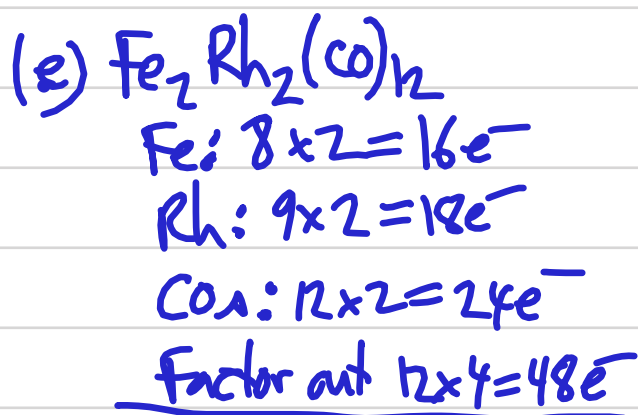 (e) Fe₂Rh₂(CO)₁₂
Fe: 8×2=16e⁻
Rh: 9×2=18e⁻
COs: 12×2=24e⁻
Factor out 12×4=48e⁻